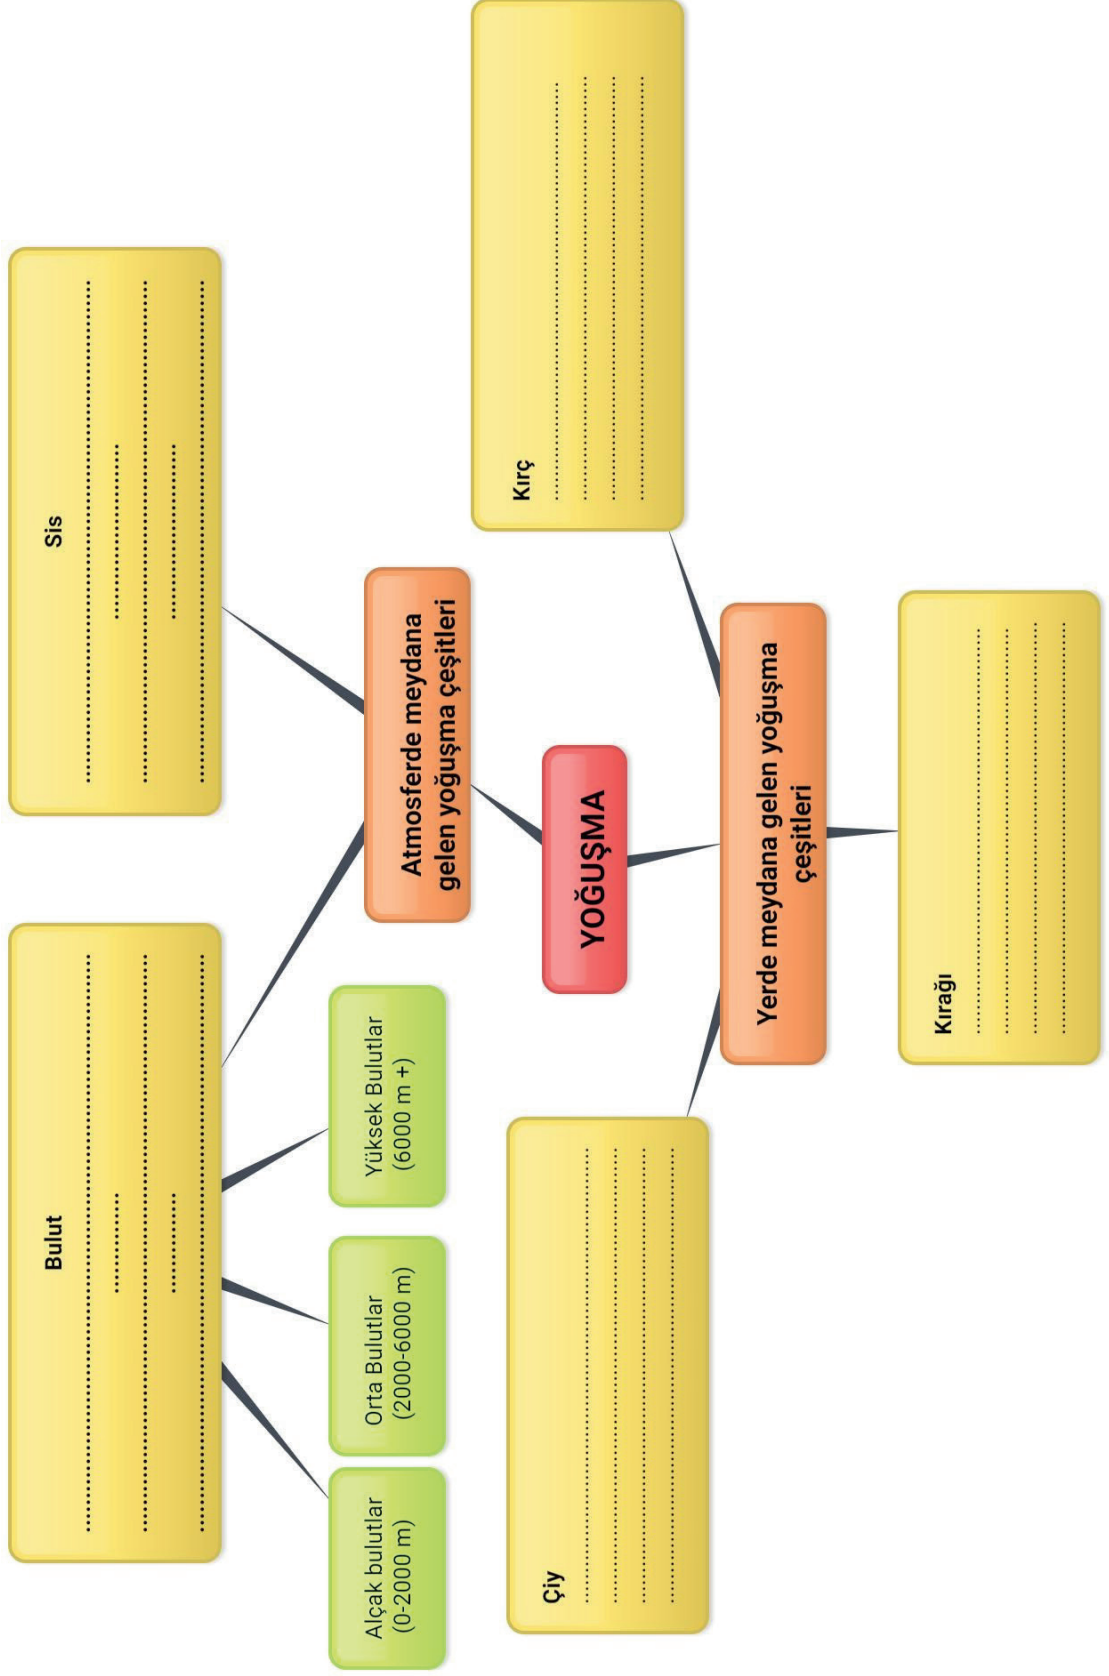 Bulut
Sis
Alçak bulutlar
(0-2000 m)
Orta Bulutlar
(2000-6000 m)
Yüksek Bulutlar
(6000 m +)
Atmosferde meydana
gelen yoğuşma çeşitleri
YOĞUŞMA
Yerde meydana gelen yoğuşma
çeşitleri
Çiy
Kırağı
Kırç